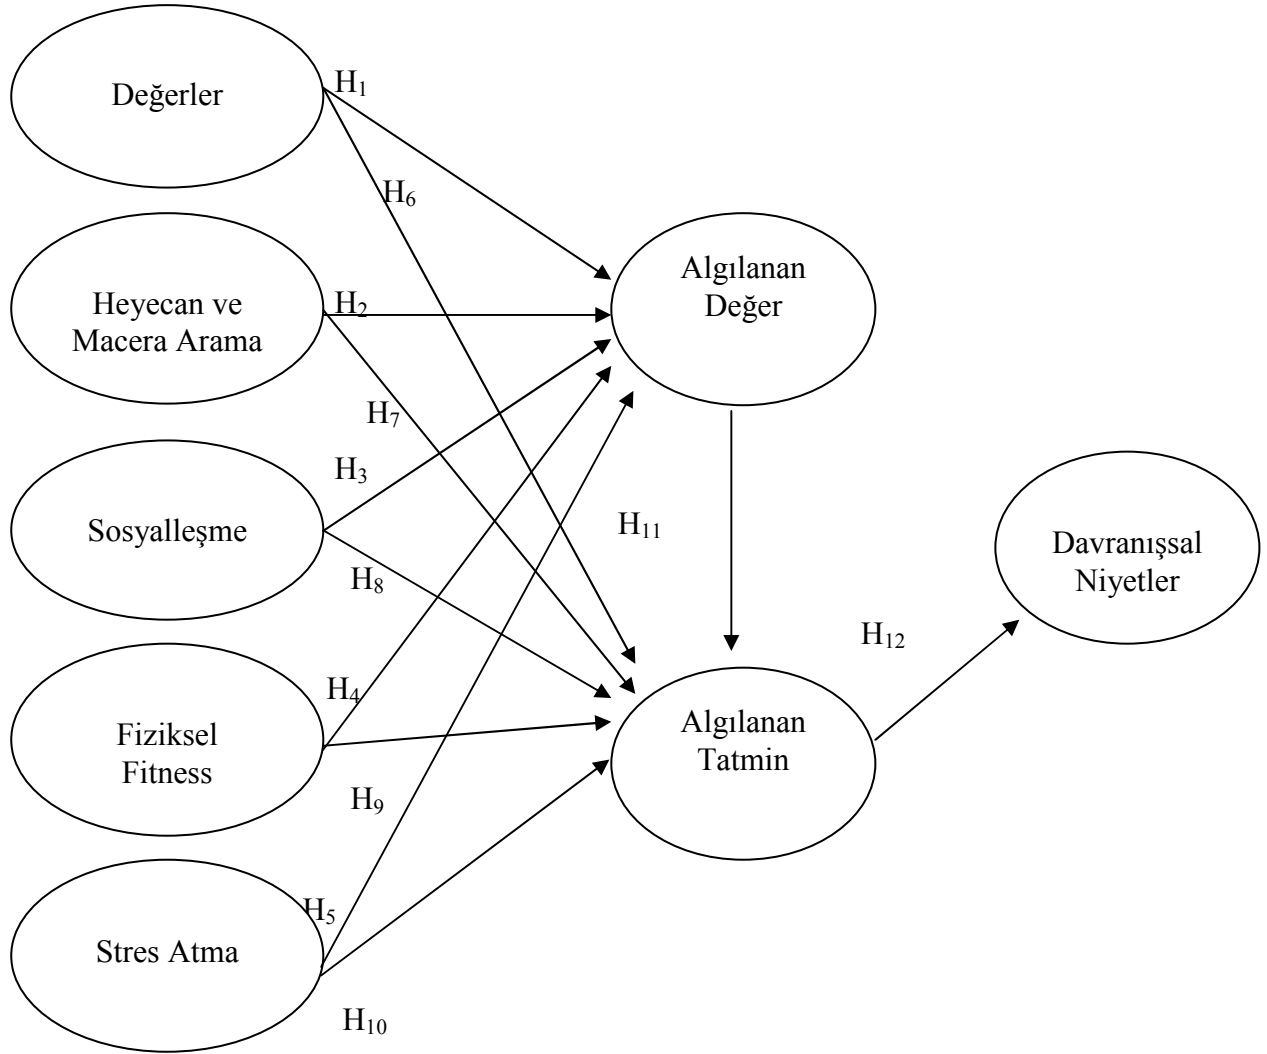 Değerler
H₁
H₆
Heyecan ve
Macera Arama
H₂
Algılanan
Değer
H₇
H₃
Sosyalleşme
H₈
H₁₁
Davranışsal
Niyetler
H₁₂
H₄
Fiziksel
Fitness
Algılanan
Tatmin
H₉
H₅
Stres Atma
H₁₀